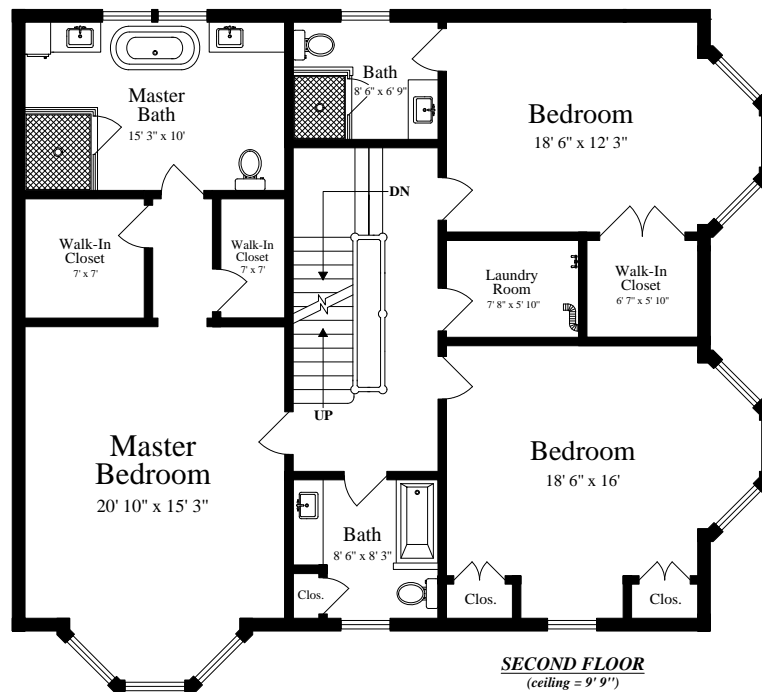 Master
Bath
15' 3" x 10'
Bath
8' 6" x 6' 9"
Bedroom
18' 6" x 12' 3"
DN
Walk-In
Closet
7' x 7'
Walk-In
Closet
7' x 7'
Laundry
Room
7' 8" x 5' 10"
Walk-In
Closet
6' 7" x 5' 10"
UP
Master
Bedroom
20' 10" x 15' 3"
Bedroom
18' 6" x 16'
Bath
8' 6" x 8' 3"
Clos.
Clos.
Clos.
SECOND FLOOR
(ceiling = 9' 9")